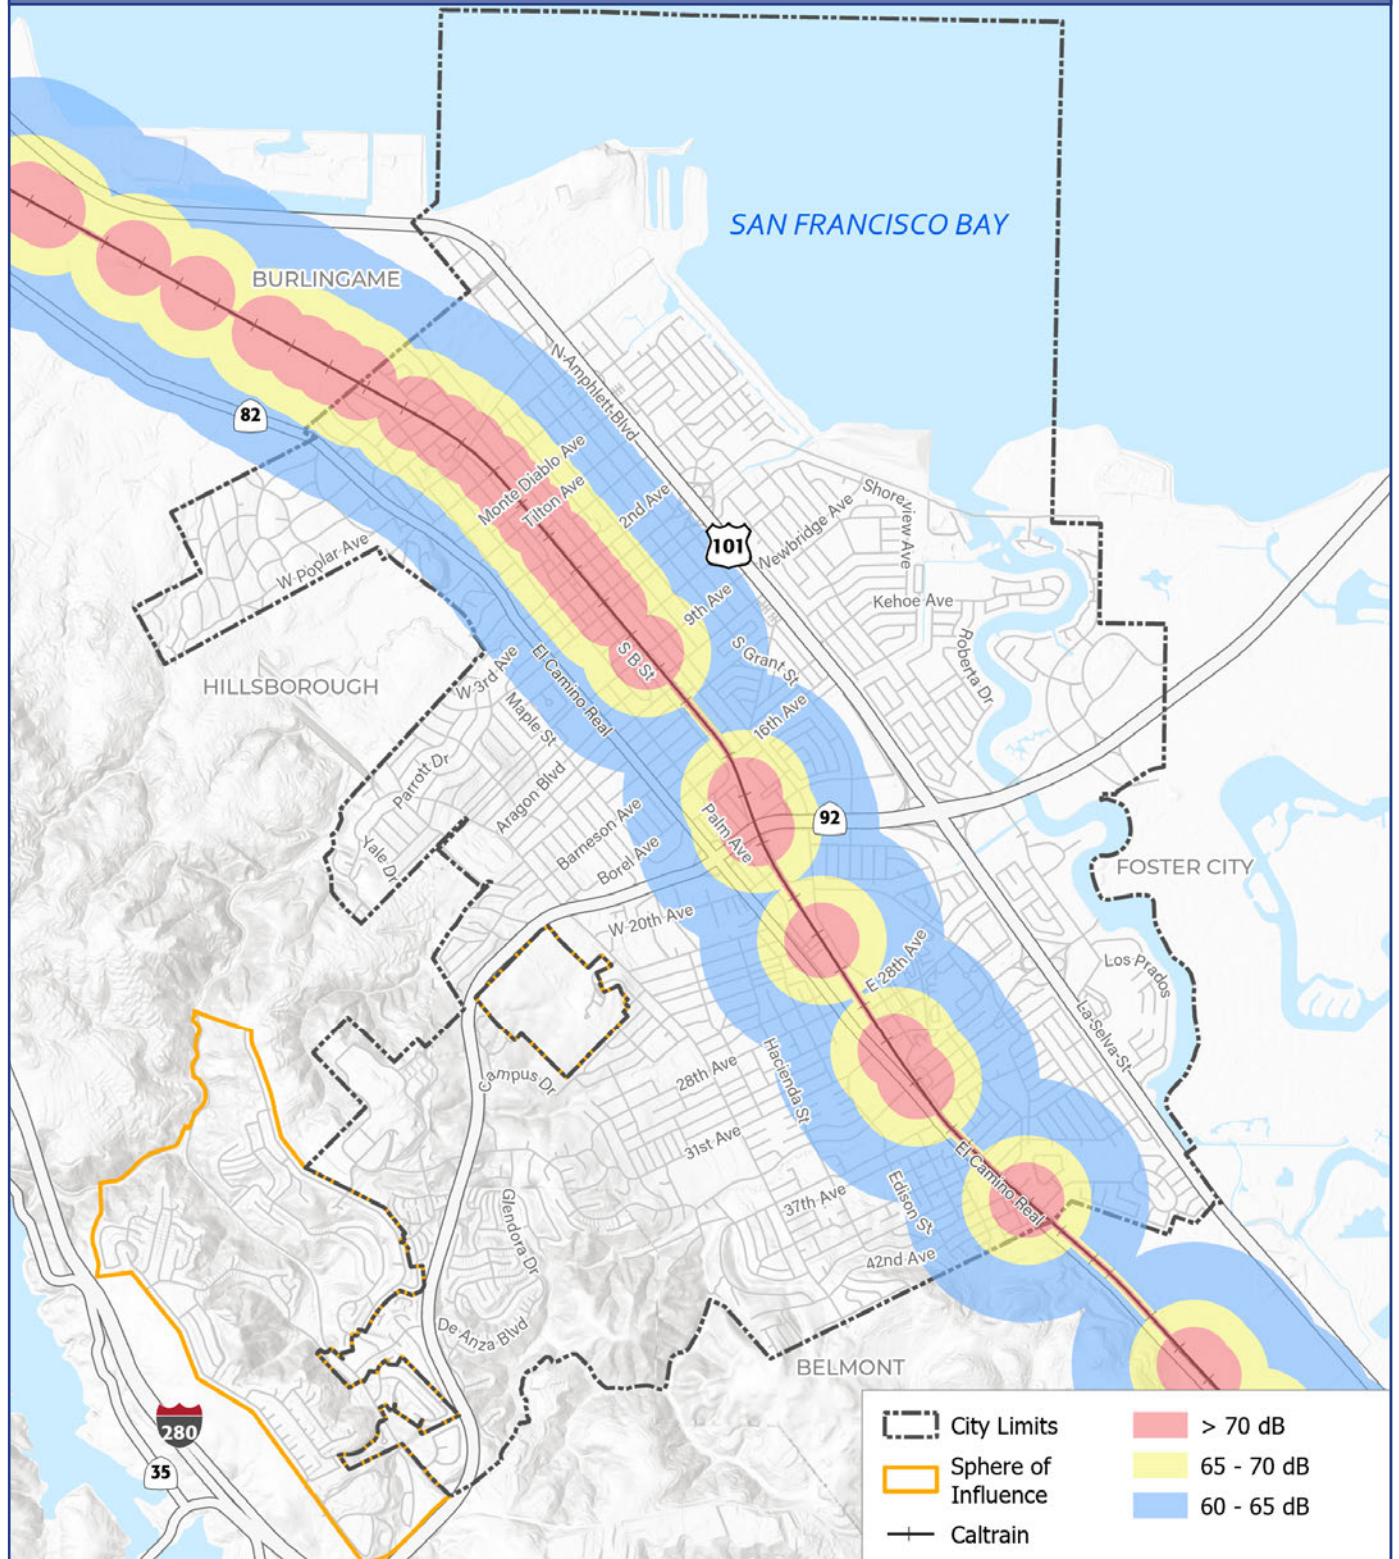 SAN FRANCISCO BAY
BURLINGAME
N Amphlett Blvd
82
Monte Diablo Ave
Tilton Ave
2nd Ave
Shoreview Ave
Newbridge Ave
101
W Poplar Ave
9th Ave
Kehoe Ave
S B St
S Grant St
Roberta Dr
El Camino Real
W 3rd Ave
HILLSBOROUGH
Maple St
16th Ave
Parrott Dr
Aragon Blvd
92
Palm Ave
Barneson Ave
Yale Dr
Borel Ave
FOSTER CITY
W 20th Ave
E 28th Ave
Los Prados
La Selva St
Hacienda St
28th Ave
Campus Dr
31st Ave
El Camino Real
Edison St
37th Ave
Glendora Dr
42nd Ave
De Anza Blvd
BELMONT
280
35
City Limits
Sphere of
Influence
Caltrain
> 70 dB
65 - 70 dB
60 - 65 dB